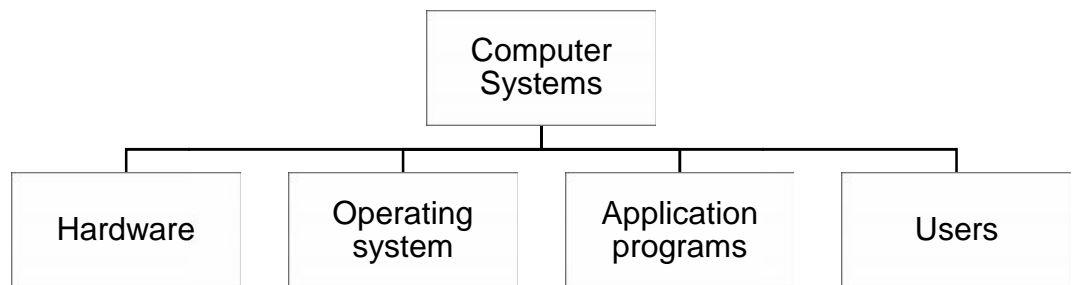 Computer
Systems
Hardware
Operating
system
Application
programs
Users